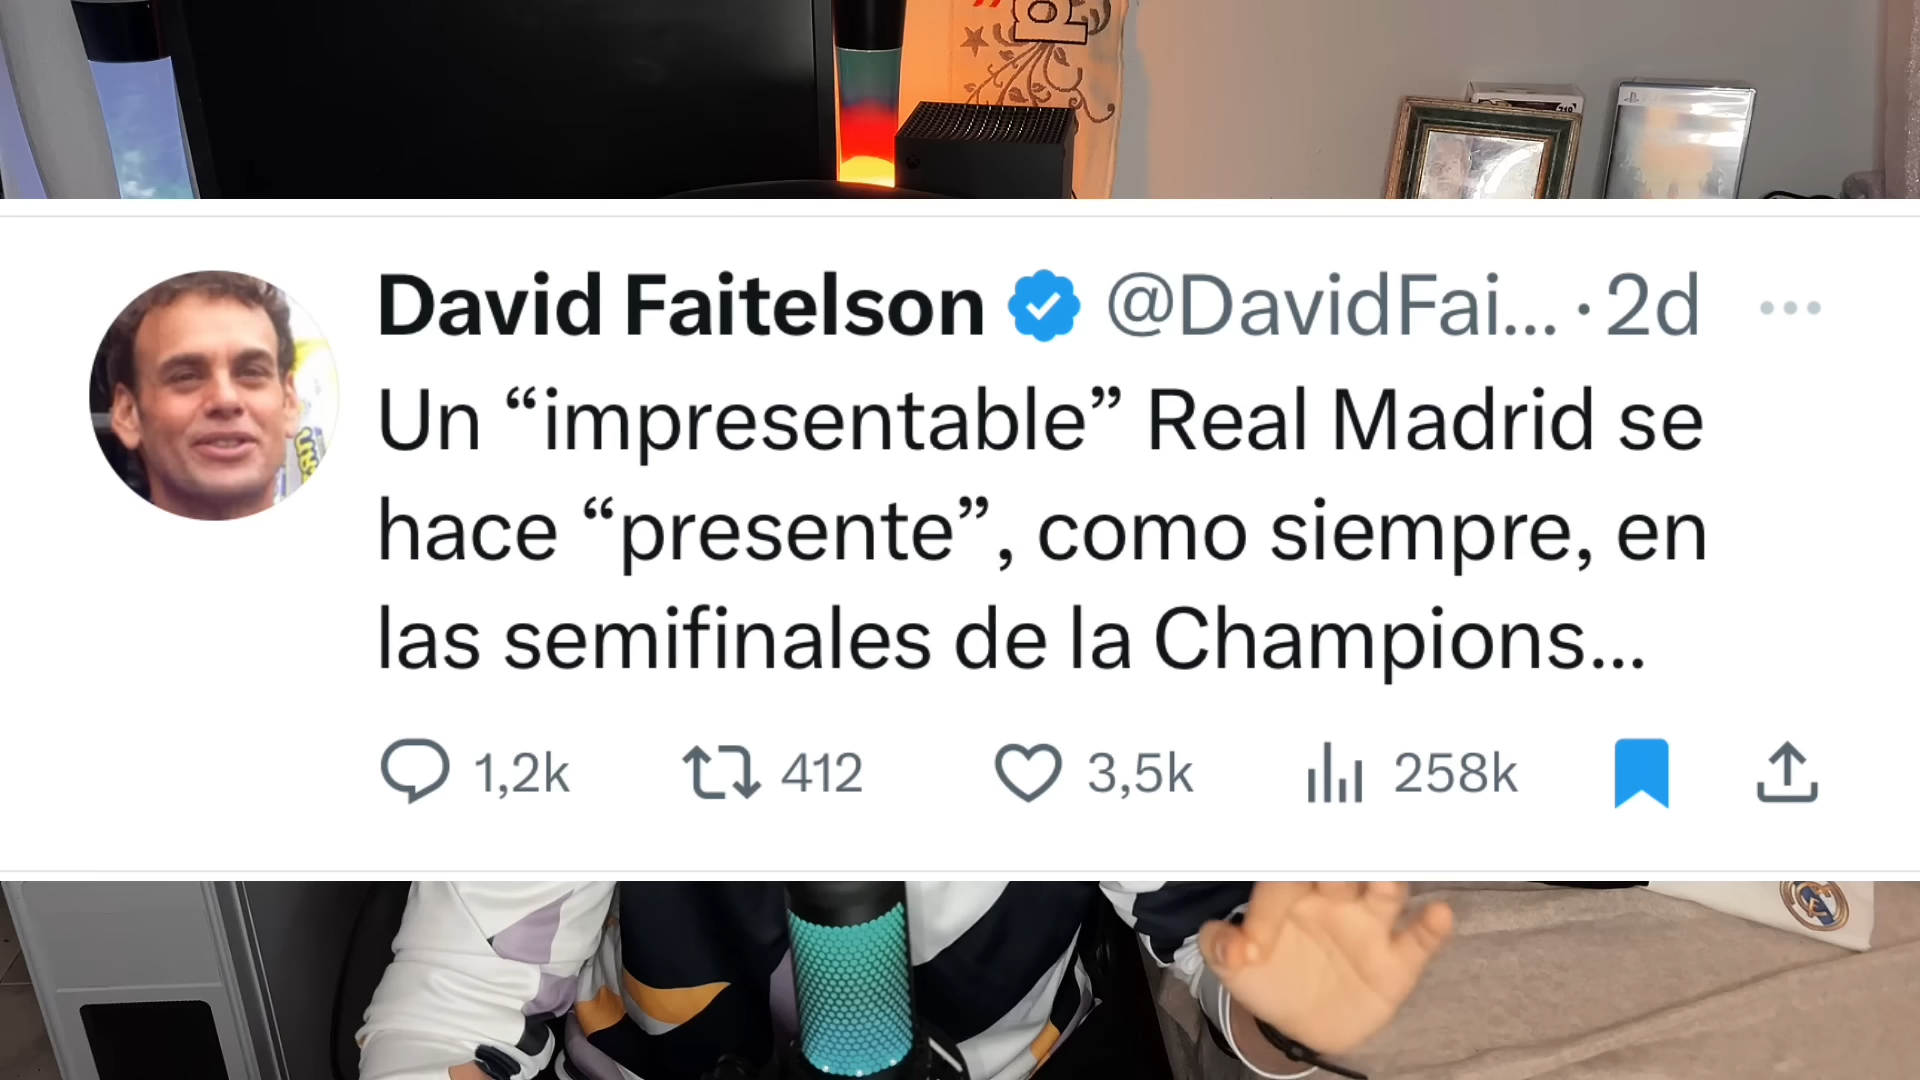 David Faitelson @DavidFai... · 2d
Un “impresentable” Real Madrid se
hace “presente”, como siempre, en
las semifinales de la Champions...
1,2k 412 3,5k 258k